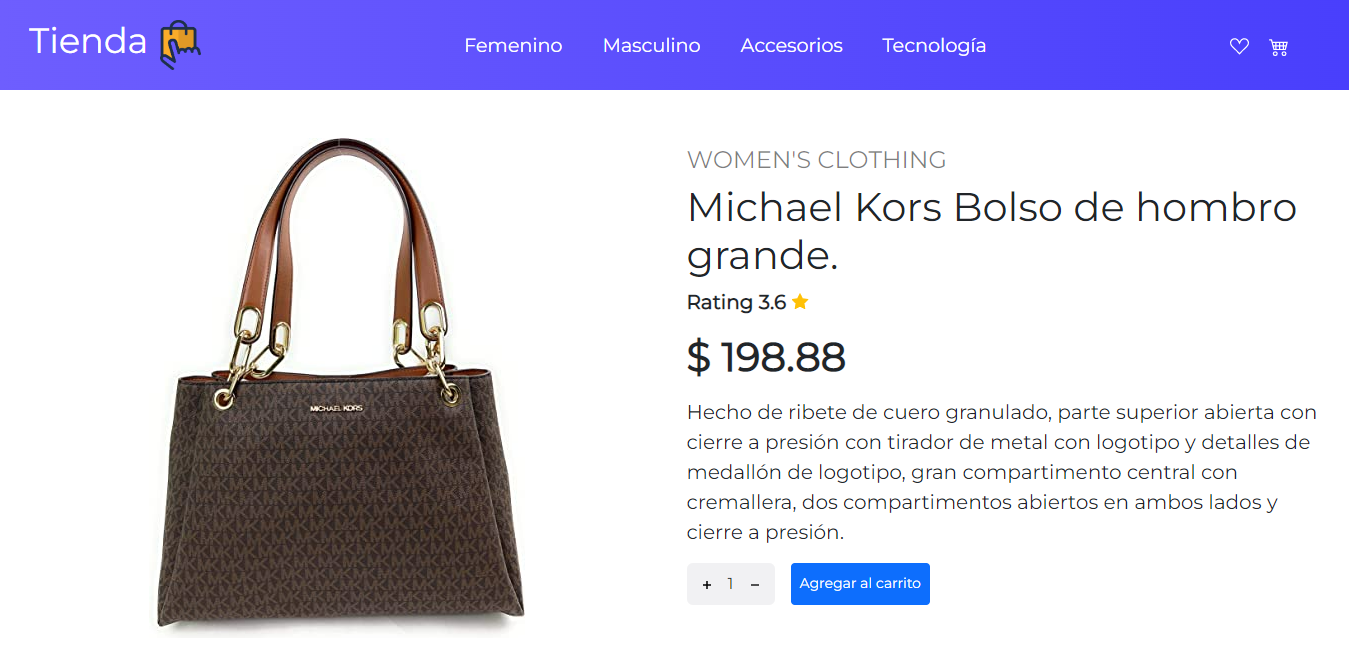 Tienda
Femenino Masculino Accesorios Tecnología
WOMEN'S CLOTHING
Michael Kors Bolso de hombro
grande.
Rating 3.6
$ 198.88
MICHAEL KORS
Hecho de ribete de cuero granulado, parte superior abierta con
cierre a presión con tirador de metal con logotipo y detalles de
medallón de logotipo, gran compartimento central con
cremallera, dos compartimentos abiertos en ambos lados y
cierre a presión.
+ 1 −
Agregar al carrito